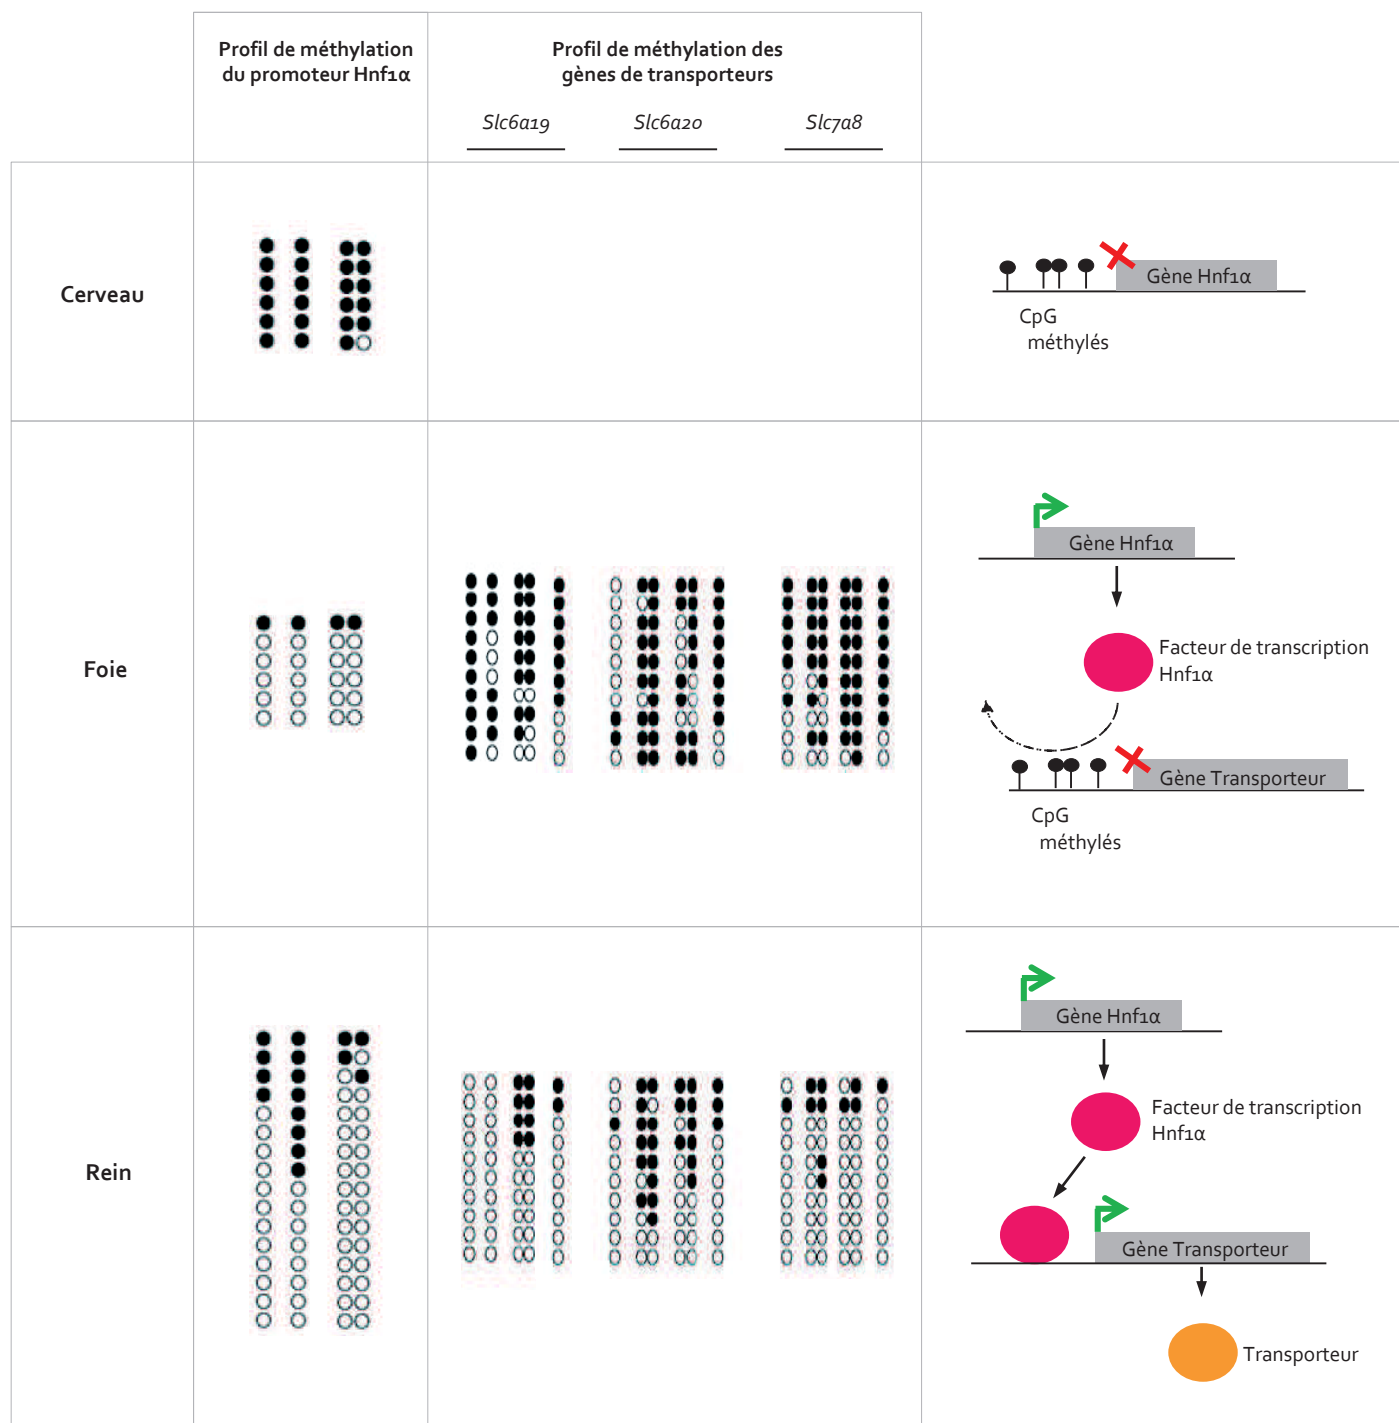 Profil de méthylation
du promoteur Hnf1α
Profil de méthylation des
gènes de transporteurs
Slc6a19
Slc6a20
Slc7a8
Cerveau
Gène Hnf1α
CpG
méthylés
Foie
Gène Hnf1α
Facteur de transcription
Hnf1α
Gène Transporteur
CpG
méthylés
Rein
Gène Hnf1α
Facteur de transcription
Hnf1α
Gène Transporteur
Transporteur